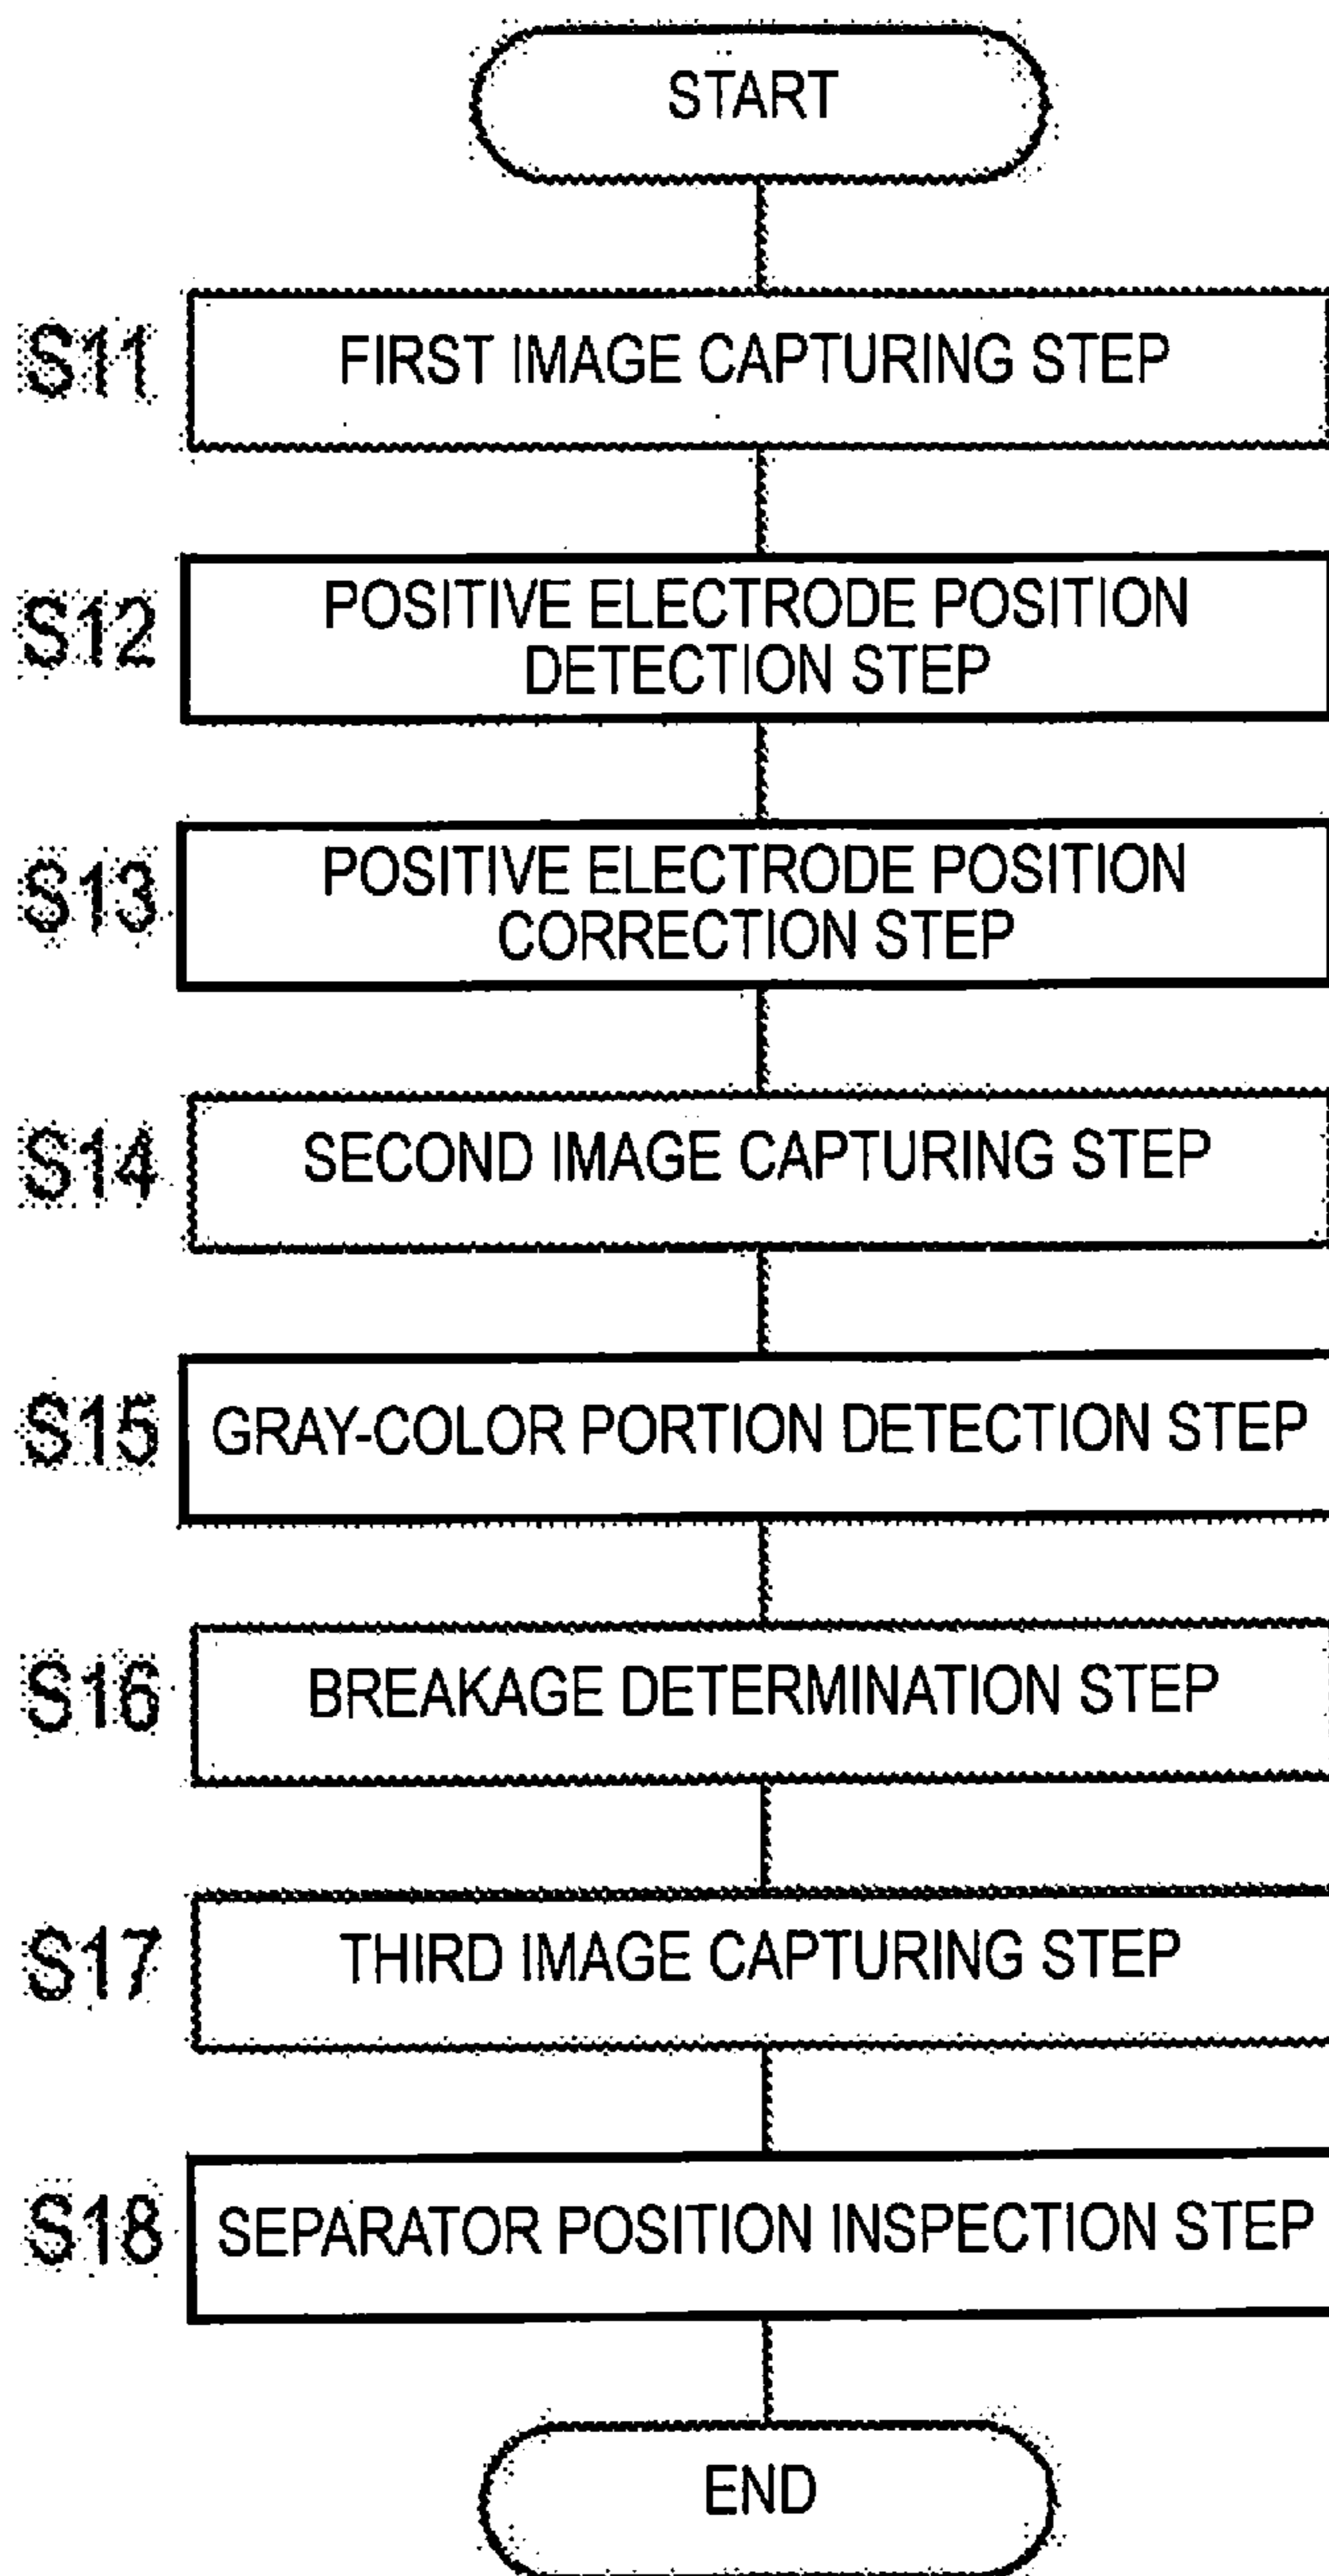 START
S11 FIRST IMAGE CAPTURING STEP
S12 POSITIVE ELECTRODE POSITION
DETECTION STEP
S13 POSITIVE ELECTRODE POSITION
CORRECTION STEP
S14 SECOND IMAGE CAPTURING STEP
S15 GRAY-COLOR PORTION DETECTION STEP
S16 BREAKAGE DETERMINATION STEP
S17 THIRD IMAGE CAPTURING STEP
S18 SEPARATOR POSITION INSPECTION STEP
END